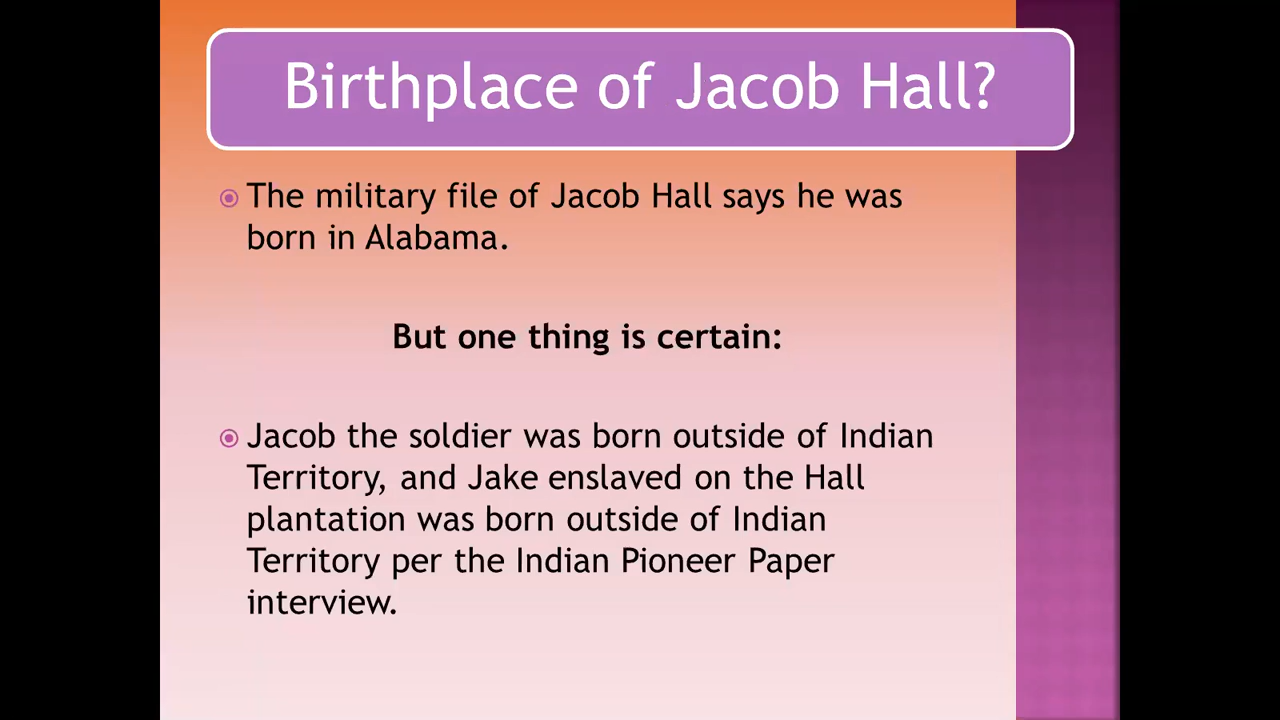 Birthplace of Jacob Hall?
The military file of Jacob Hall says he was
born in Alabama.
But one thing is certain:
Jacob the soldier was born outside of Indian
Territory, and Jake enslaved on the Hall
plantation was born outside of Indian
Territory per the Indian Pioneer Paper
interview.